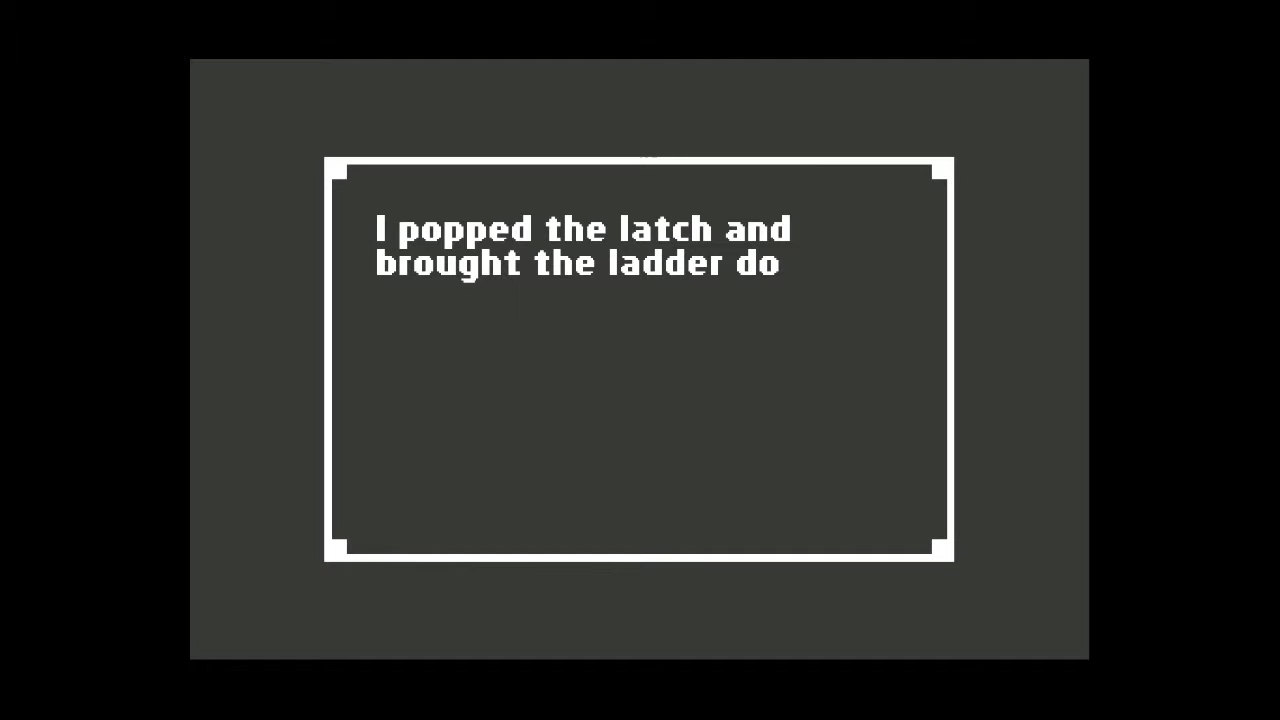 I popped the latch and
brought the ladder do